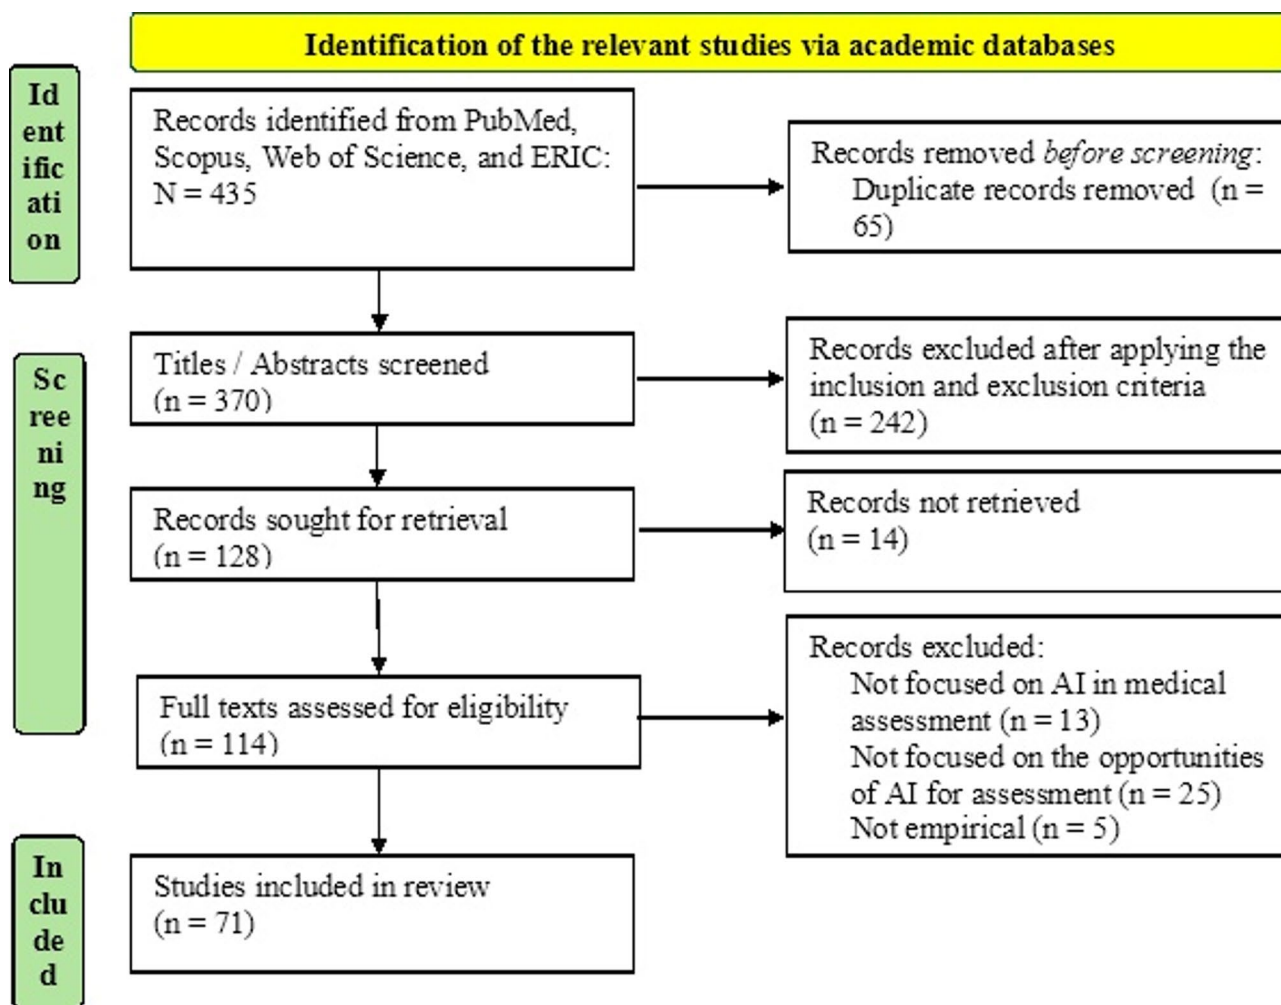 Identification of the relevant studies via academic databases
Id
ent
ific
ati
on
Records identified from PubMed,
Scopus, Web of Science, and ERIC:
N = 435
Records removed before screening:
Duplicate records removed (n =
65)
Sc
ree
ni
ng
Titles / Abstracts screened
(n = 370)
Records excluded after applying the
inclusion and exclusion criteria
(n = 242)
Records sought for retrieval
(n = 128)
Records not retrieved
(n = 14)
Full texts assessed for eligibility
(n = 114)
Records excluded:
Not focused on AI in medical
assessment (n = 13)
Not focused on the opportunities
of AI for assessment (n = 25)
Not empirical (n = 5)
In
clu
de
d
Studies included in review
(n = 71)